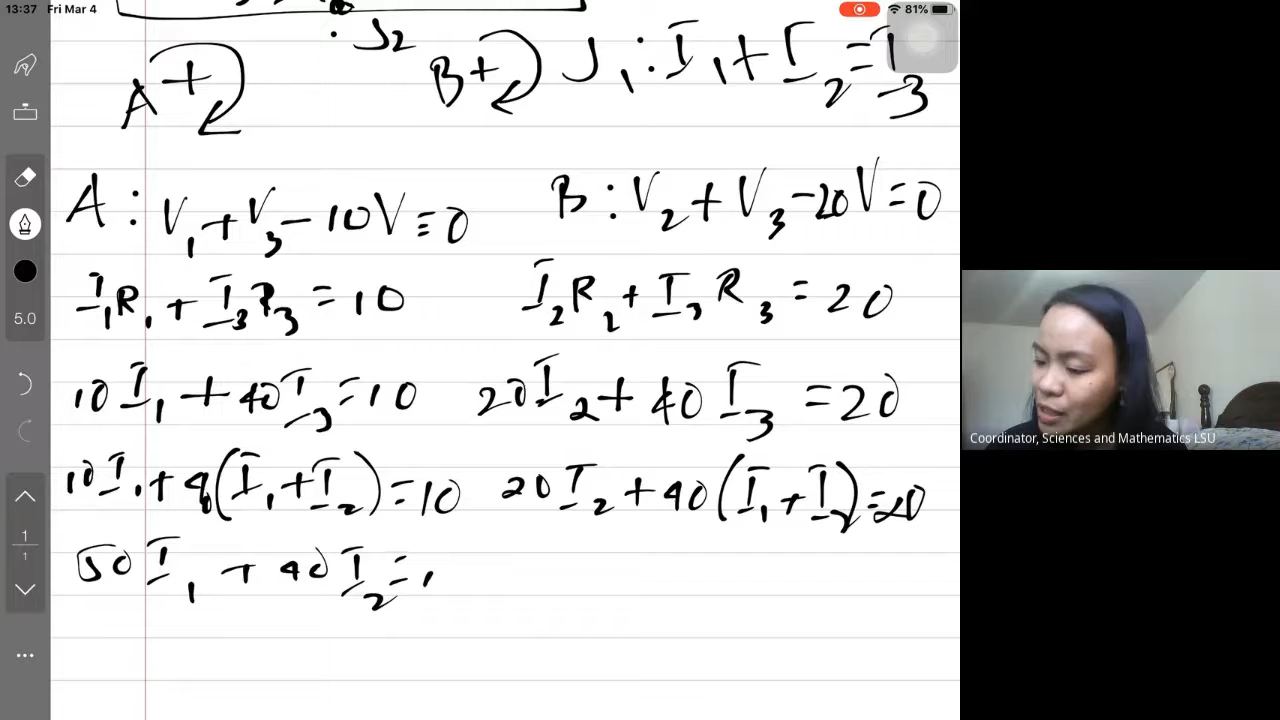 13:37 Fri Mar 4
81%
. J2
A + B + J1 : I1 + I2 = I3
A : V1 + V3 - 10V = 0
B : V2 + V3 - 20V = 0
I1R1 + I3R3 = 10
I2R2 + I3R3 = 20
10I1 + 40I3 = 10
20I2 + 40I3 = 20
10I1 + 40(I1 + I2) = 10
20I2 + 40(I1 + I2) = 20
50I1 + 40I2 =
5.0
1
1
Coordinator, Sciences and Mathematics LSU